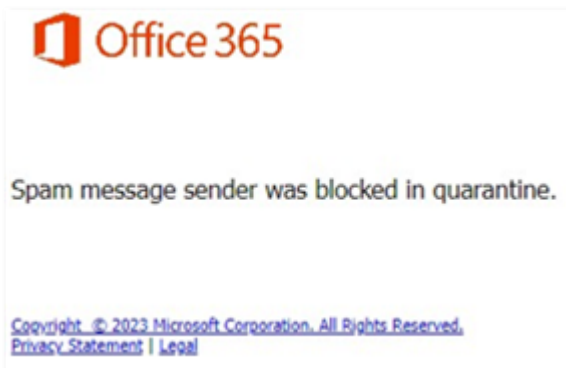 Office 365
Spam message sender was blocked in quarantine.
Copyright © 2023 Microsoft Corporation. All Rights Reserved.
Privacy Statement | Legal